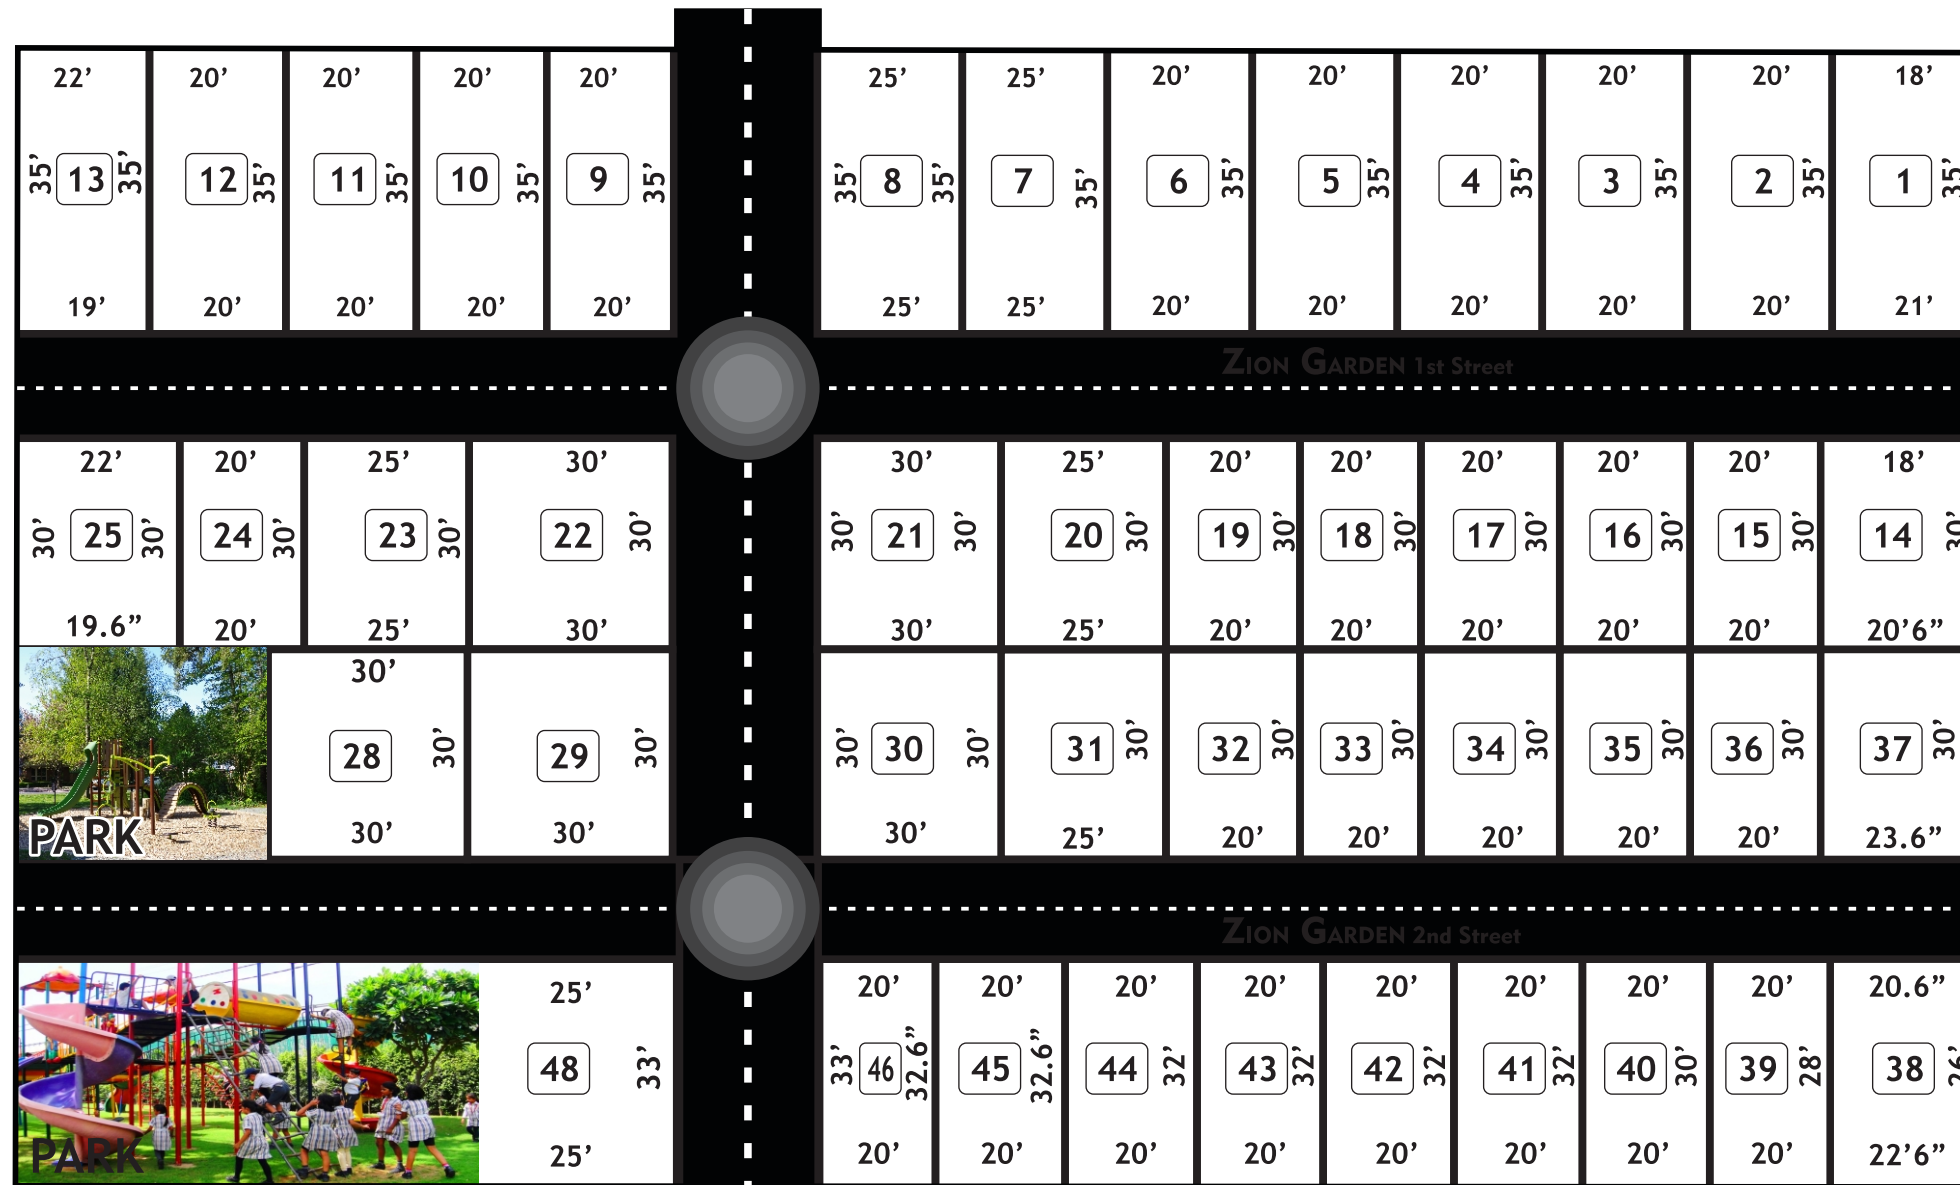 22’ 20’ 20’ 20’ 20’ 25’ 25’ 20’ 20’ 20’ 20’ 20’ 18’
35’ 13 35’ 12 35’ 11 35’ 10 35’ 9 35’ 35’ 8 35’ 7 35’ 6 35’ 5 35’ 4 35’ 3 35’ 2 35’ 1 35’
19’ 20’ 20’ 20’ 20’ 25’ 25’ 20’ 20’ 20’ 20’ 20’ 21’
ZION GARDEN 1st Street
22’ 20’ 25’ 30’ 30’ 25’ 20’ 20’ 20’ 20’ 20’ 18’
30’ 25 30’ 24 30’ 23 30’ 22 30’ 30’ 21 30’ 20 30’ 19 30’ 18 30’ 17 30’ 16 30’ 15 30’ 14 30’
19.6” 20’ 25’ 30’ 30’ 25’ 20’ 20’ 20’ 20’ 20’ 20’6”
30’
28 30’ 29 30’ 30’ 30 30’ 31 30’ 32 30’ 33 30’ 34 30’ 35 30’ 36 30’ 37 30’
PARK 30’ 30’ 30’ 25’ 20’ 20’ 20’ 20’ 20’ 23.6”
ZION GARDEN 2nd Street
25’ 20’ 20’ 20’ 20’ 20’ 20’ 20’ 20’ 20.6”
48 33’ 33’ 46 32.6” 45 32.6” 44 32’ 43 32’ 42 32’ 41 32’ 40 30’ 39 28’ 38 26’
PARK 25’ 20’ 20’ 20’ 20’ 20’ 20’ 20’ 20’ 22’6”